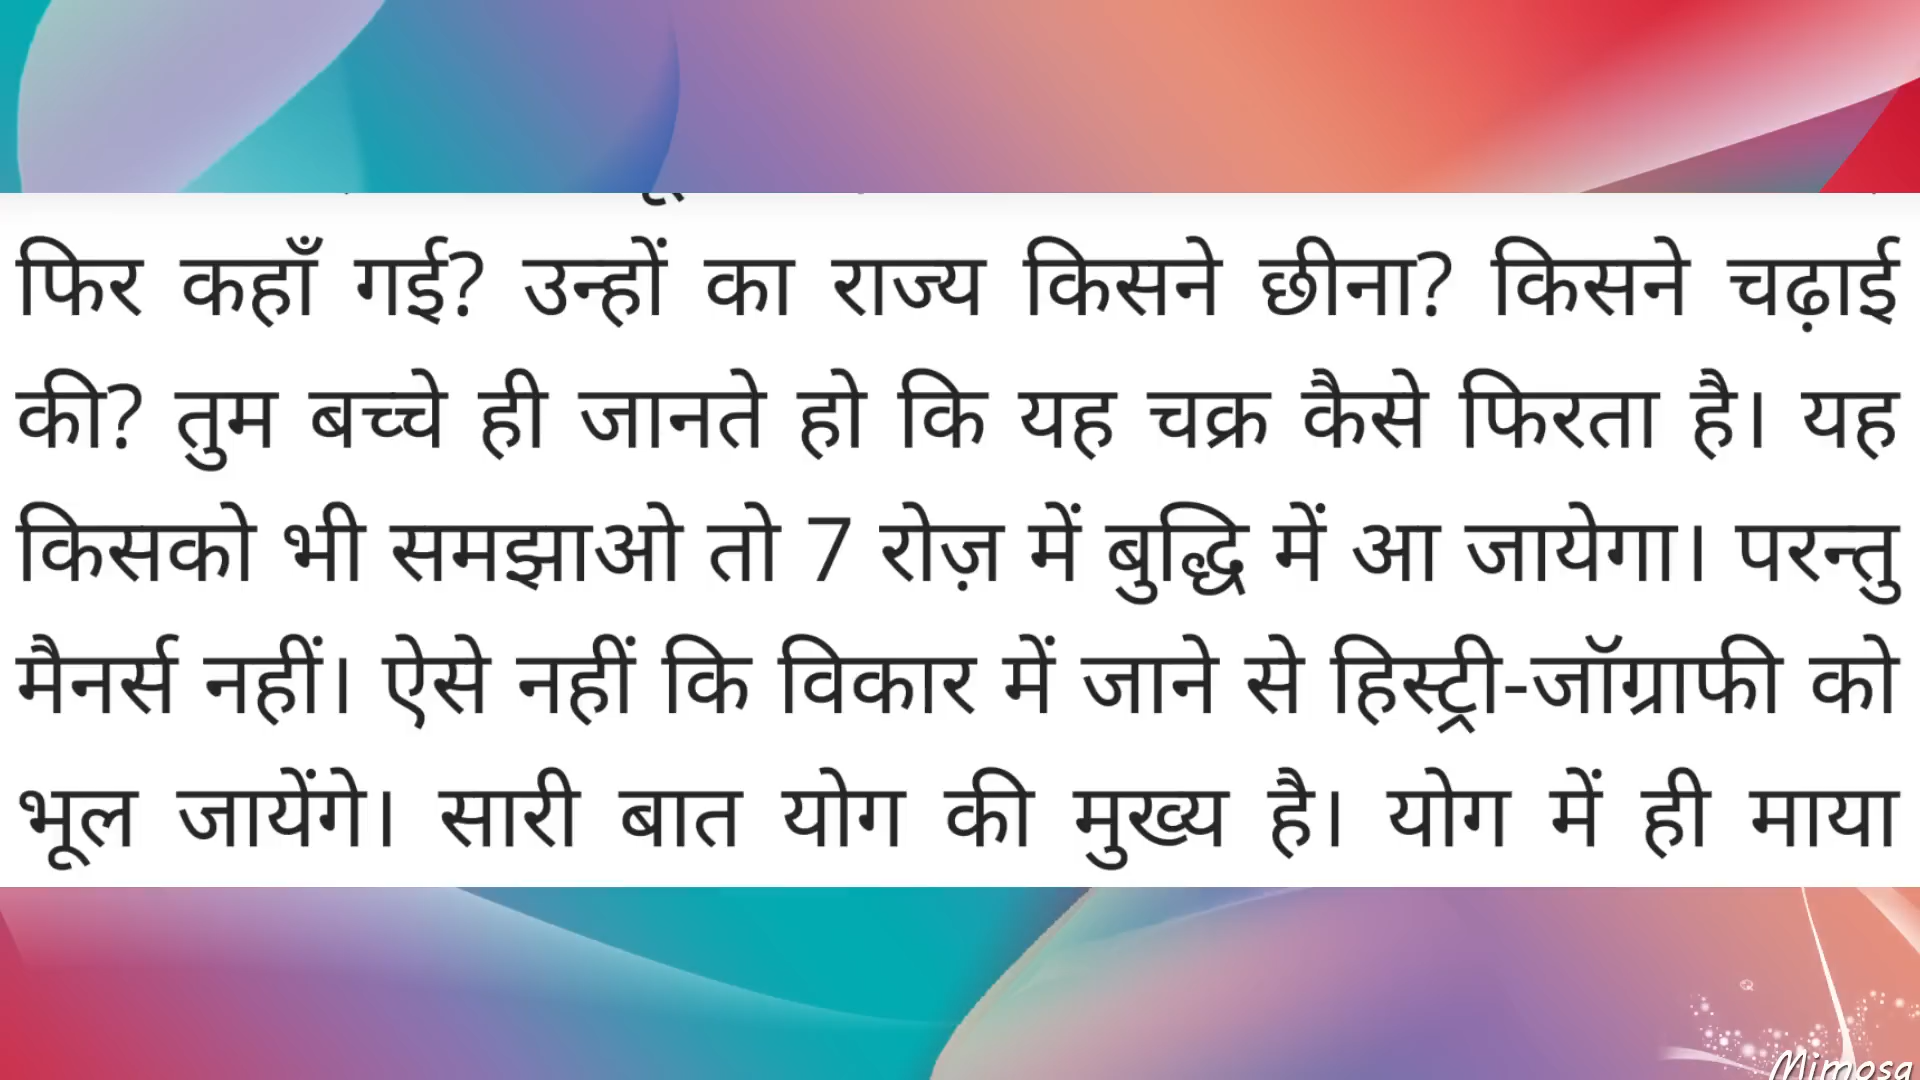 फिर कहाँ गई? उन्हों का राज्य किसने छीना? किसने चढ़ाई
की? तुम बच्चे ही जानते हो कि यह चक्र कैसे फिरता है। यह
किसको भी समझाओ तो 7 रोज़ में बुद्धि में आ जायेगा। परन्तु
मैनर्स नहीं। ऐसे नहीं कि विकार में जाने से हिस्ट्री-जॉग्राफी को
भूल जायेंगे। सारी बात योग की मुख्य है। योग में ही माया
Mimosa